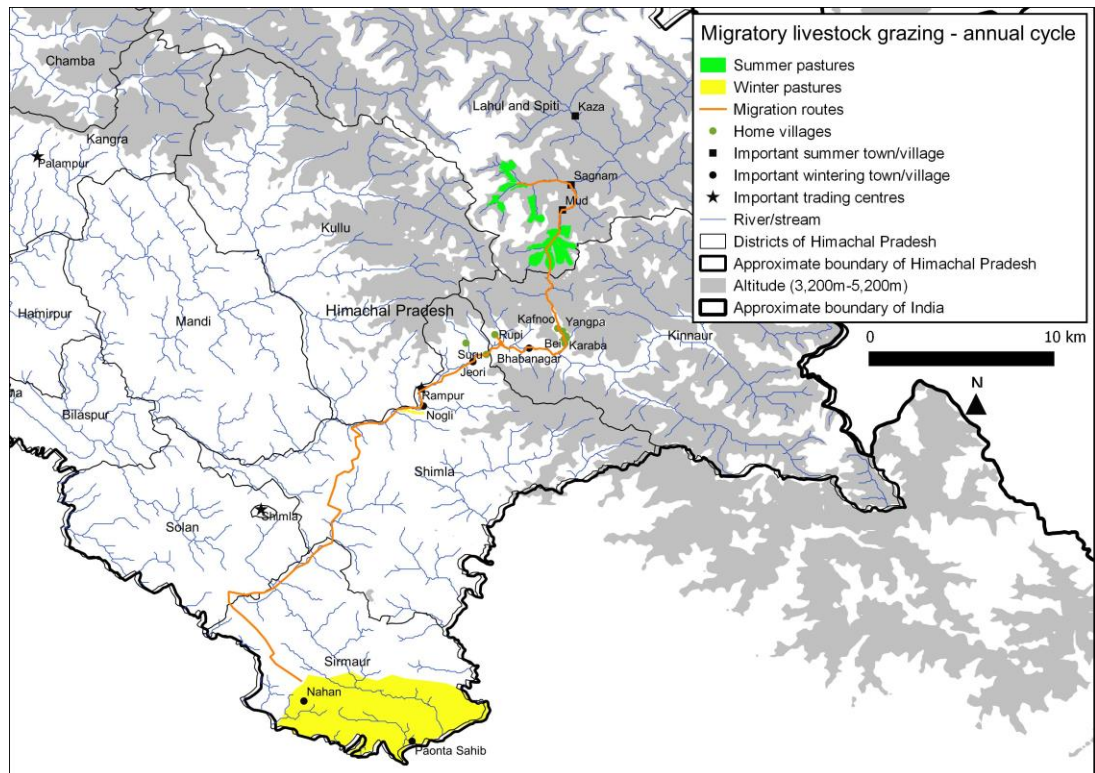 Migratory livestock grazing - annual cycle
Summer pastures
Winter pastures
Migration routes
Home villages
Important summer town/village
Important wintering town/village
Important trading centres
River/stream
Districts of Himachal Pradesh
Approximate boundary of Himachal Pradesh
Altitude (3,200m-5,200m)
Approximate boundary of India
0 10 km
N
Chamba
Lahul and Spiti
Kaza
Kangra
Palampur
Sagnam
Mud
Kullu
Hamirpur
Mandi
Himachal Pradesh
Kafnoo
Yangpa
Rupi
Bei
Karaba
Kinnaur
Suru
Bhabanagar
Jeori
Rampur
Bilaspur
Nogli
Shimla
Shimla
Solan
Sirmaur
Nahan
Paonta Sahib